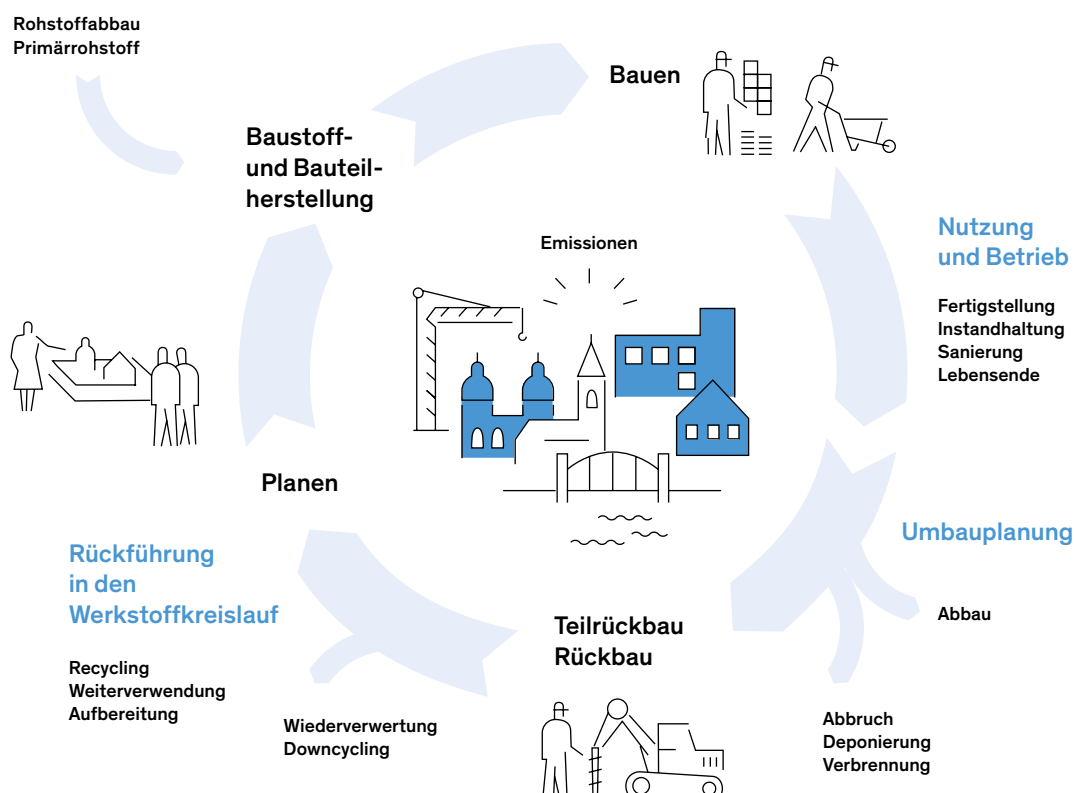 Rohstoffabbau
Primärrohstoff
Baustoff-
und Bauteil-
herstellung
Bauen
Nutzung
und Betrieb
Fertigstellung
Instandhaltung
Sanierung
Lebensende
Emissionen
Planen
Umbauplanung
Abbau
Abbruch
Deponierung
Verbrennung
Teilrückbau
Rückbau
Wiederverwertung
Downcycling
Rückführung
in den
Werkstoffkreislauf
Recycling
Weiterverwendung
Aufbereitung